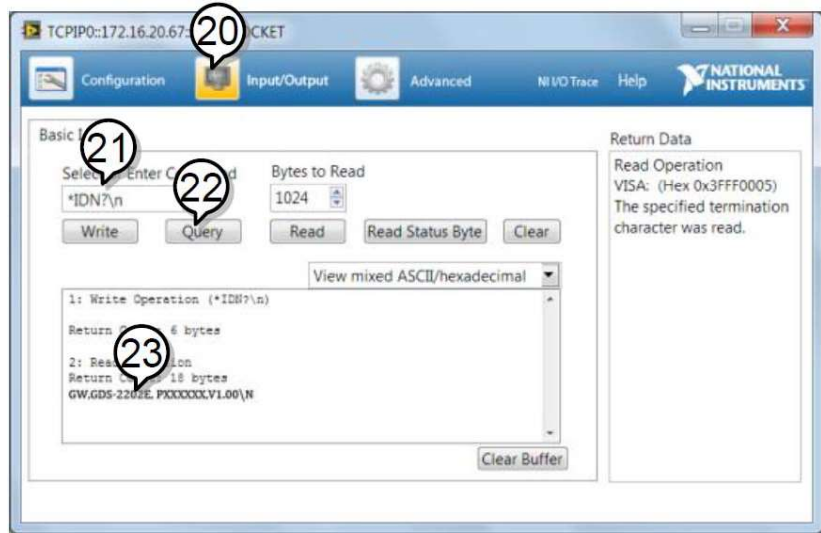 TCPIP0::172.16.20.67: CKET
20
Configuration
Input/Output
Advanced
NI I/O Trace
Help
NATIONAL
INSTRUMENTS
Basic
21
22
Enter
Bytes to Read
*IDN?\n
1024
Write
Query
Read
Read Status Byte
Clear
View mixed ASCII/hexadecimal
1: Write Operation (*IDN?\n)
Return 6 bytes
2: Rea ion
Return 18 bytes
23
GW,GDS-2202E, PXXXXXX,V1.00\N
Clear Buffer
Return Data
Read Operation
VISA: (Hex 0x3FFF0005)
The specified termination
character was read.